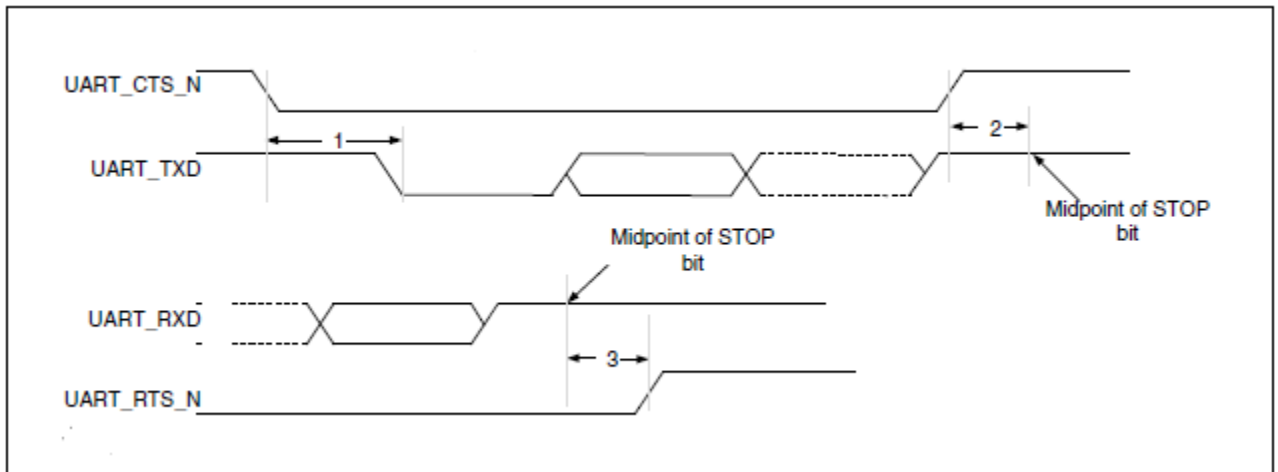 UART_CTS_N
1
2
UART_TXD
Midpoint of STOP
bit
Midpoint of STOP
bit
UART_RXD
3
UART_RTS_N